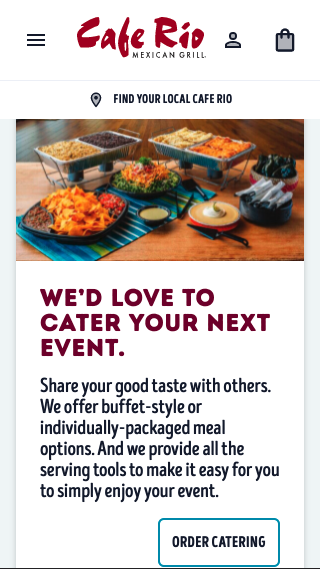 Cafe Rio
MEXICAN GRILL
FIND YOUR LOCAL CAFE RIO
WE'D LOVE TO
CATER YOUR NEXT
EVENT.
Share your good taste with others.
We offer buffet-style or
individually-packaged meal
options. And we provide all the
serving tools to make it easy for you
to simply enjoy your event.
ORDER CATERING